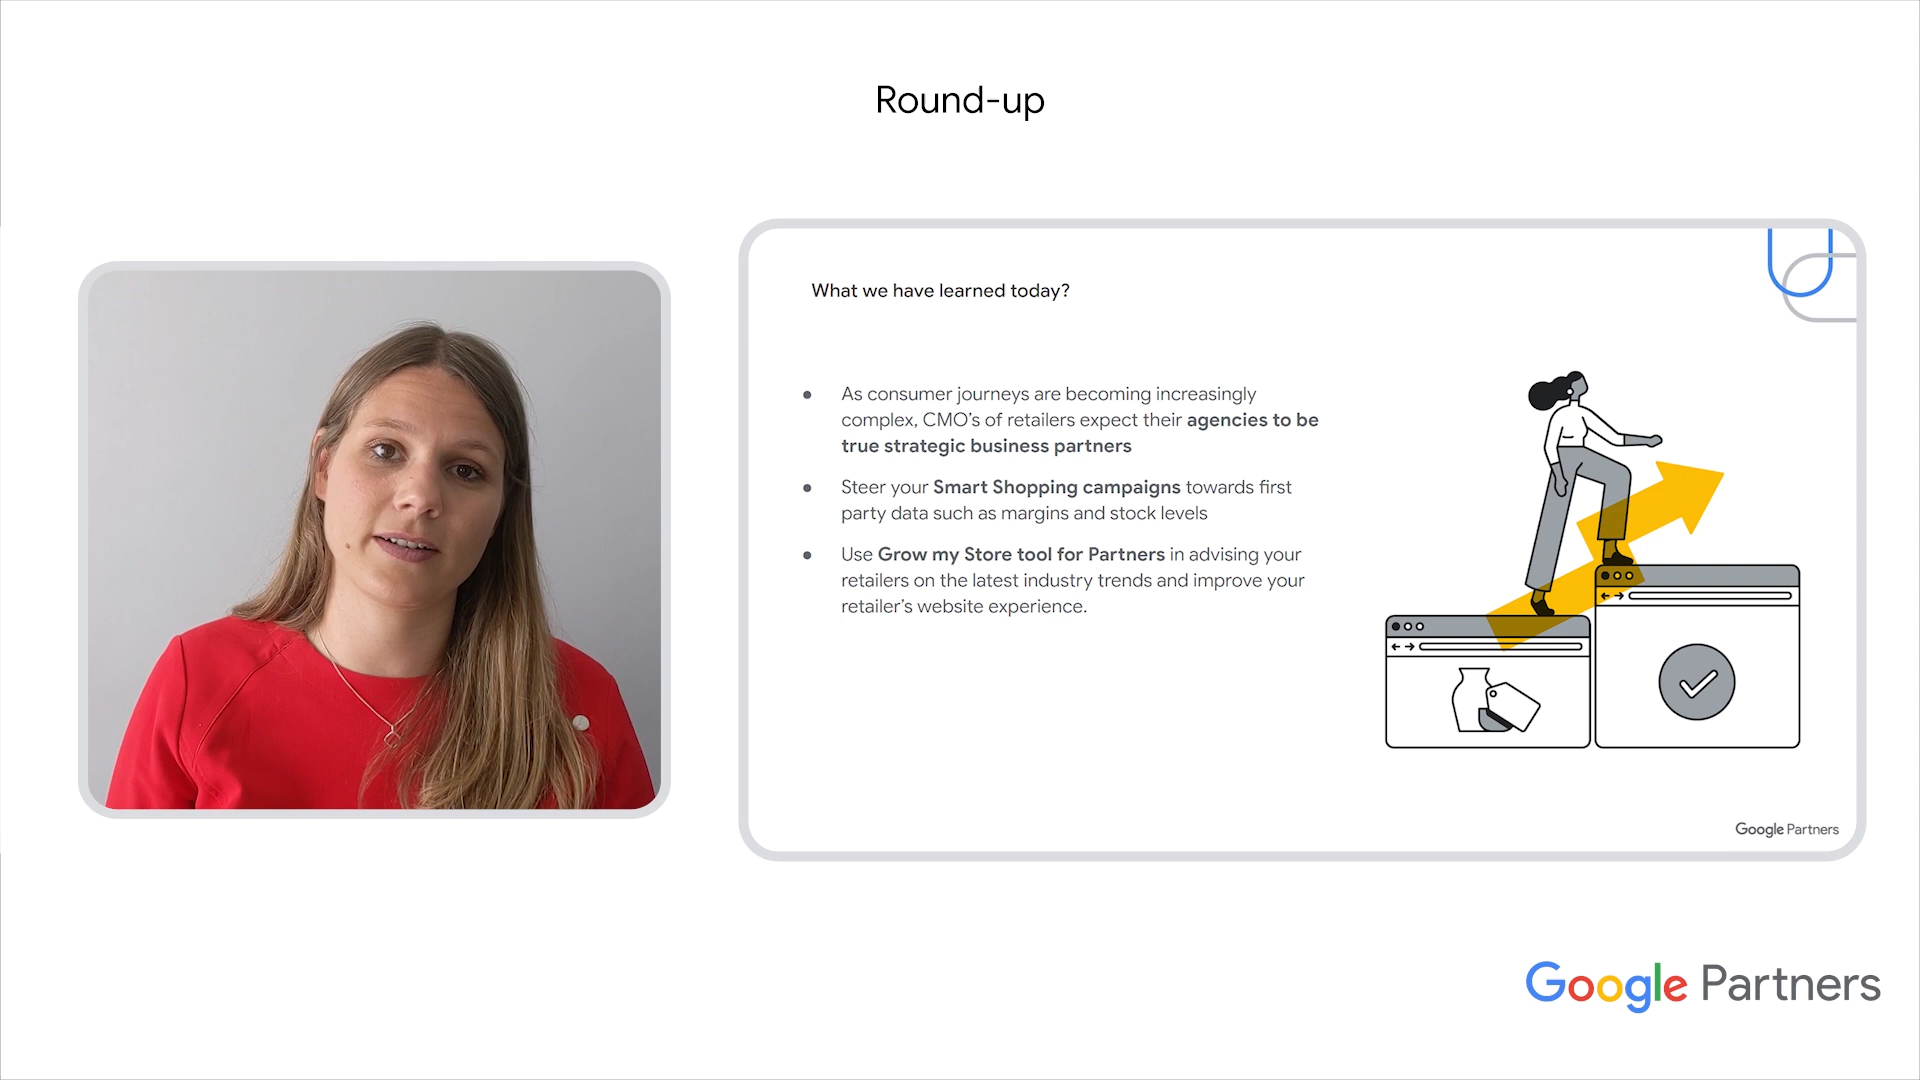 Round-up
What we have learned today?
• As consumer journeys are becoming increasingly
complex, CMO's of retailers expect their agencies to be
true strategic business partners
• Steer your Smart Shopping campaigns towards first
party data such as margins and stock levels
• Use Grow my Store tool for Partners in advising your
retailers on the latest industry trends and improve your
retailer's website experience.
Google Partners
Google Partners